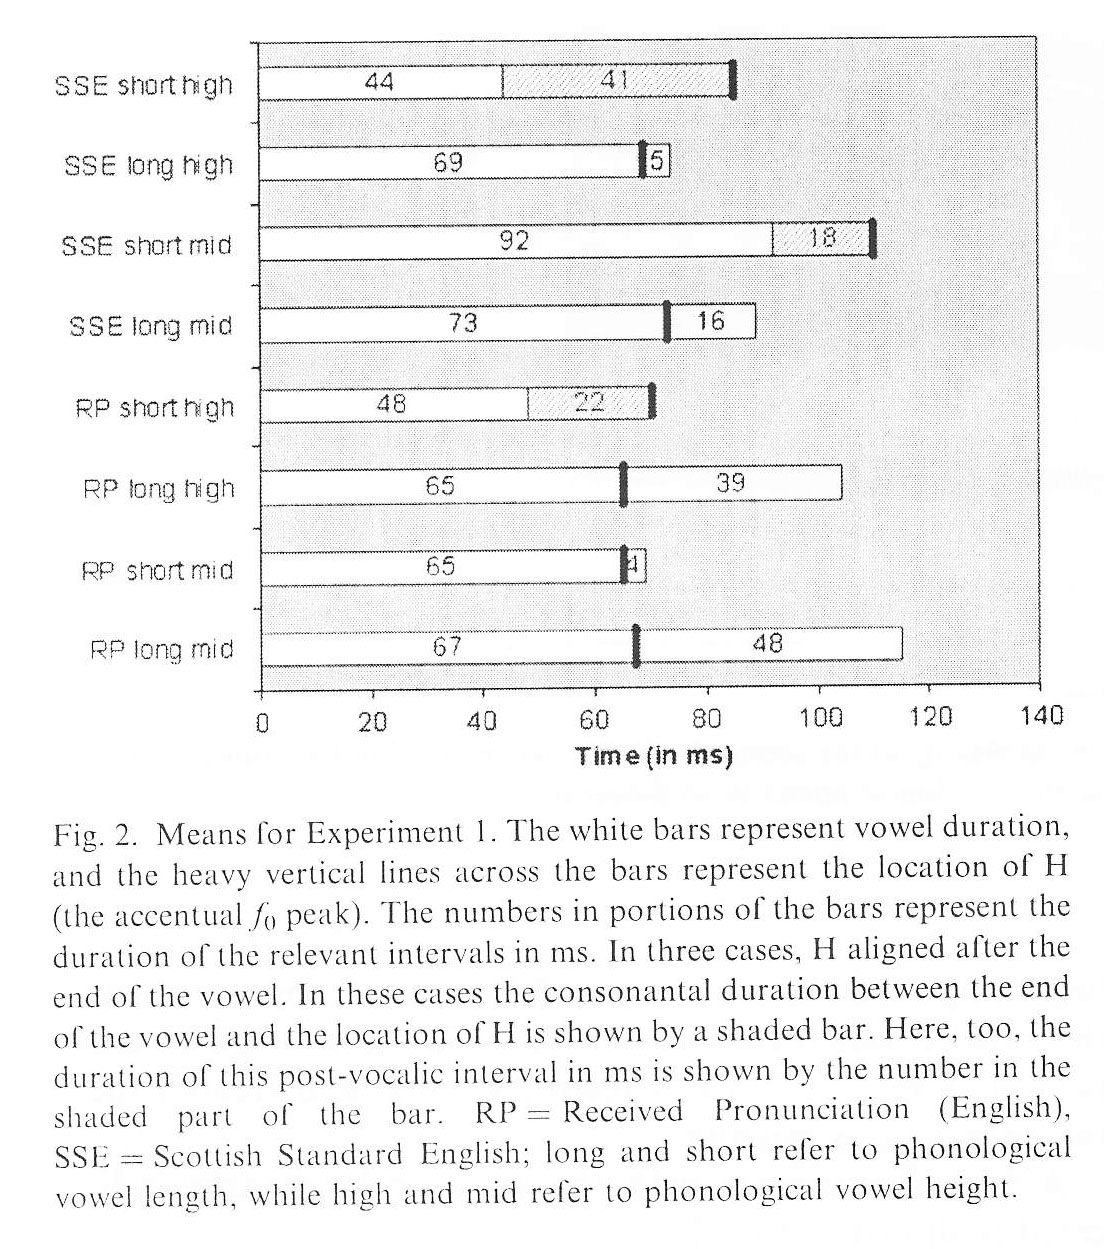 SSE short high 44 41
SSE long high 69 5
SSE short mid 92 18
SSE long mid 73 16
RP short high 48 22
RP long high 65 39
RP short mid 65 4
RP long mid 67 48
0 20 40 60 80 100 120 140
Time (in ms)
Fig. 2. Means for Experiment 1. The white bars represent vowel duration,
and the heavy vertical lines across the bars represent the location of H
(the accentual f0 peak). The numbers in portions of the bars represent the
duration of the relevant intervals in ms. In three cases, H aligned after the
end of the vowel. In these cases the consonantal duration between the end
of the vowel and the location of H is shown by a shaded bar. Here, too, the
duration of this post-vocalic interval in ms is shown by the number in the
shaded part of the bar. RP = Received Pronunciation (English),
SSE = Scottish Standard English; long and short refer to phonological
vowel length, while high and mid refer to phonological vowel height.